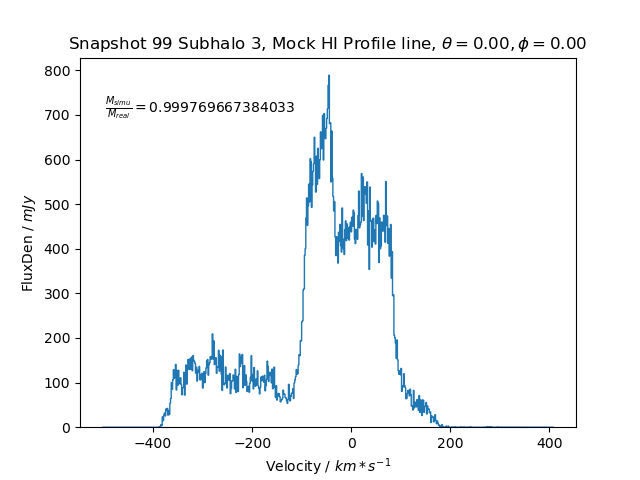 Snapshot 99 Subhalo 3, Mock HI Profile line, θ = 0.00, ϕ = 0.00
M_simu/M_real = 0.999769667384033
FluxDen / mJy
800
700
600
500
400
300
200
100
0
−400 −200 0 200 400
Velocity / km * s⁻¹